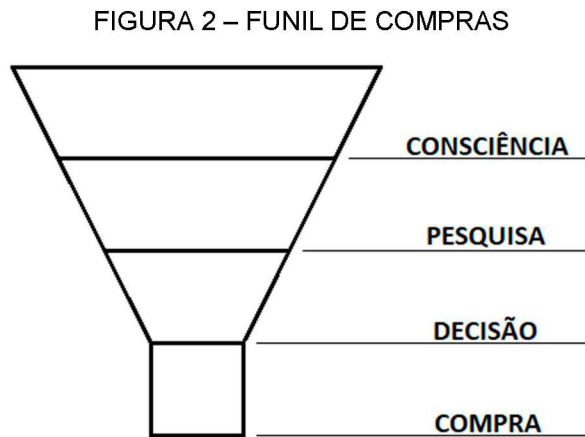 FIGURA 2 – FUNIL DE COMPRAS
CONSCIÊNCIA
PESQUISA
DECISÃO
COMPRA